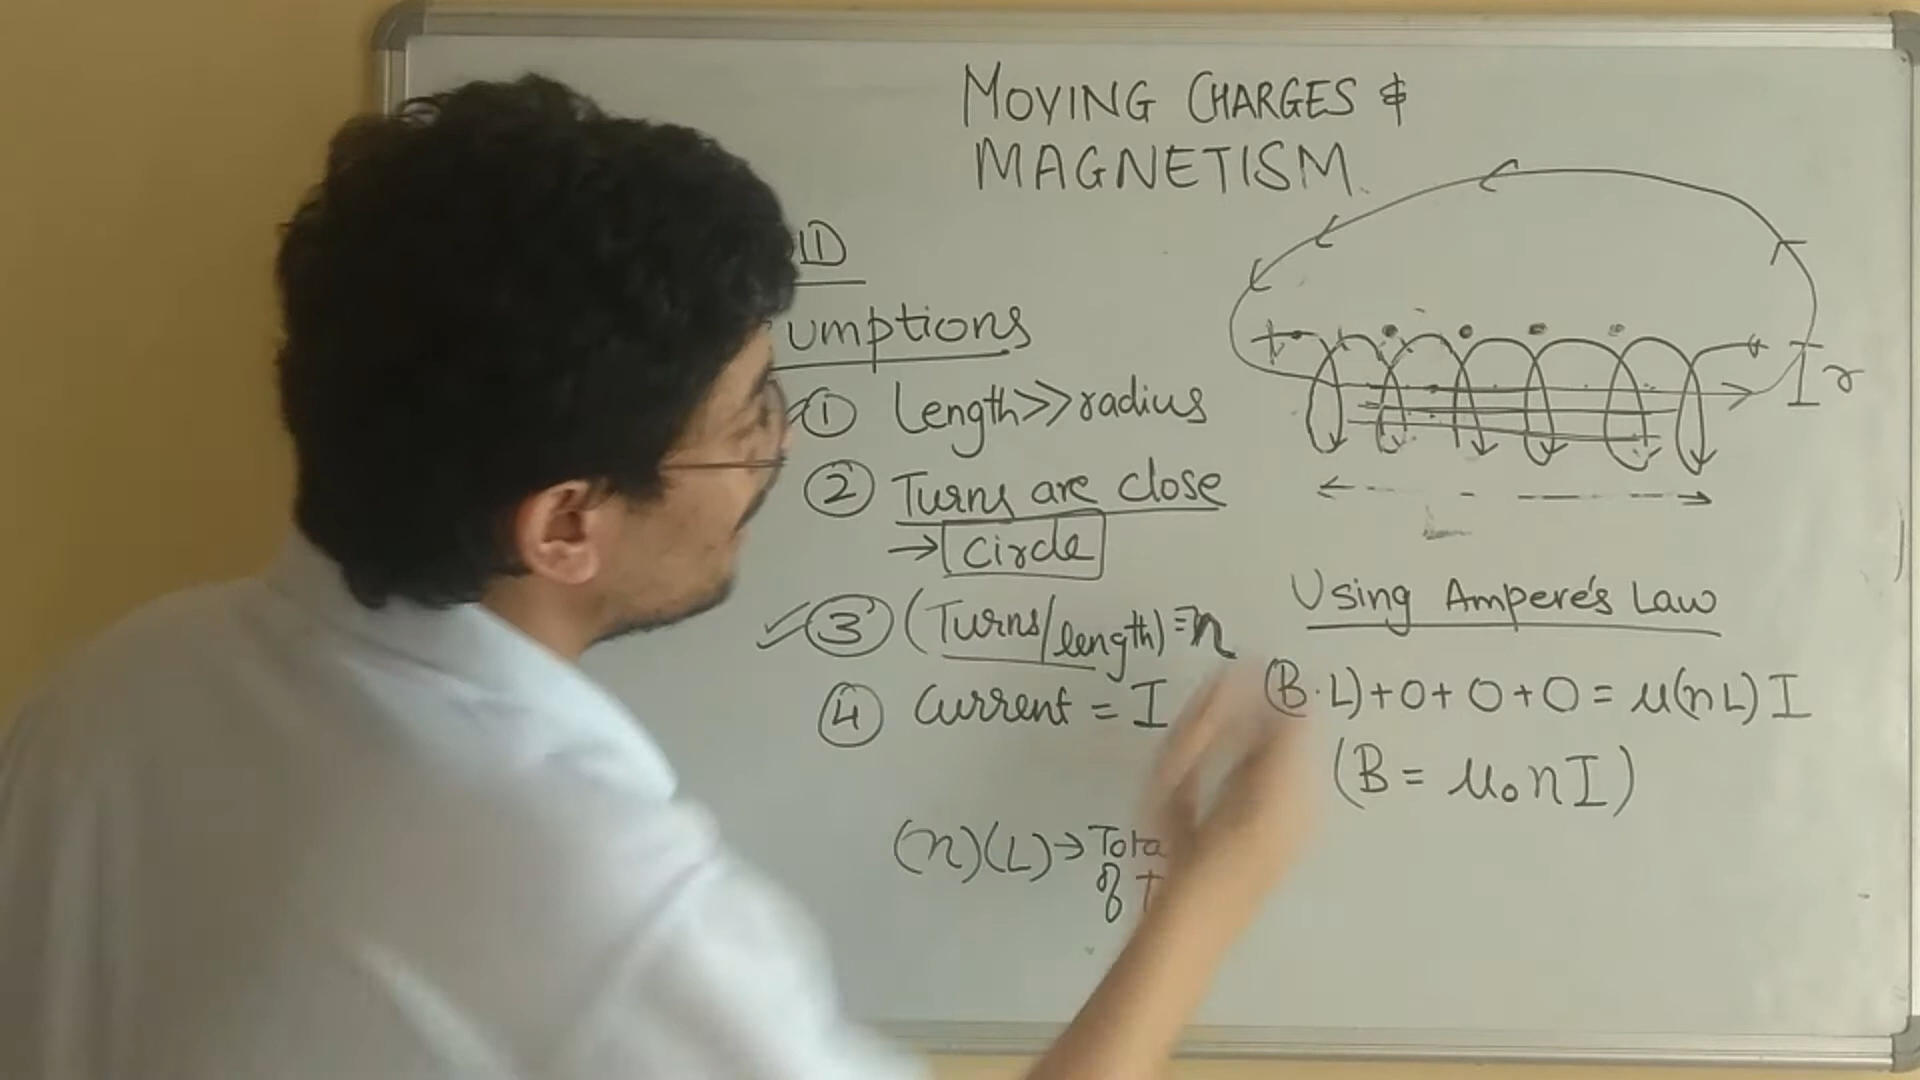 MOVING CHARGES &
MAGNETISM
ID
umptions
① Length>>radius
② Turns are close
→ Circle
③ (Turns/length)=n
④ Current = I
(n)(L)→ Tota
of t
r
L
Using Ampere's Law
(B·L)+0+0+0=μ(nL)I
(B=μ₀nI)